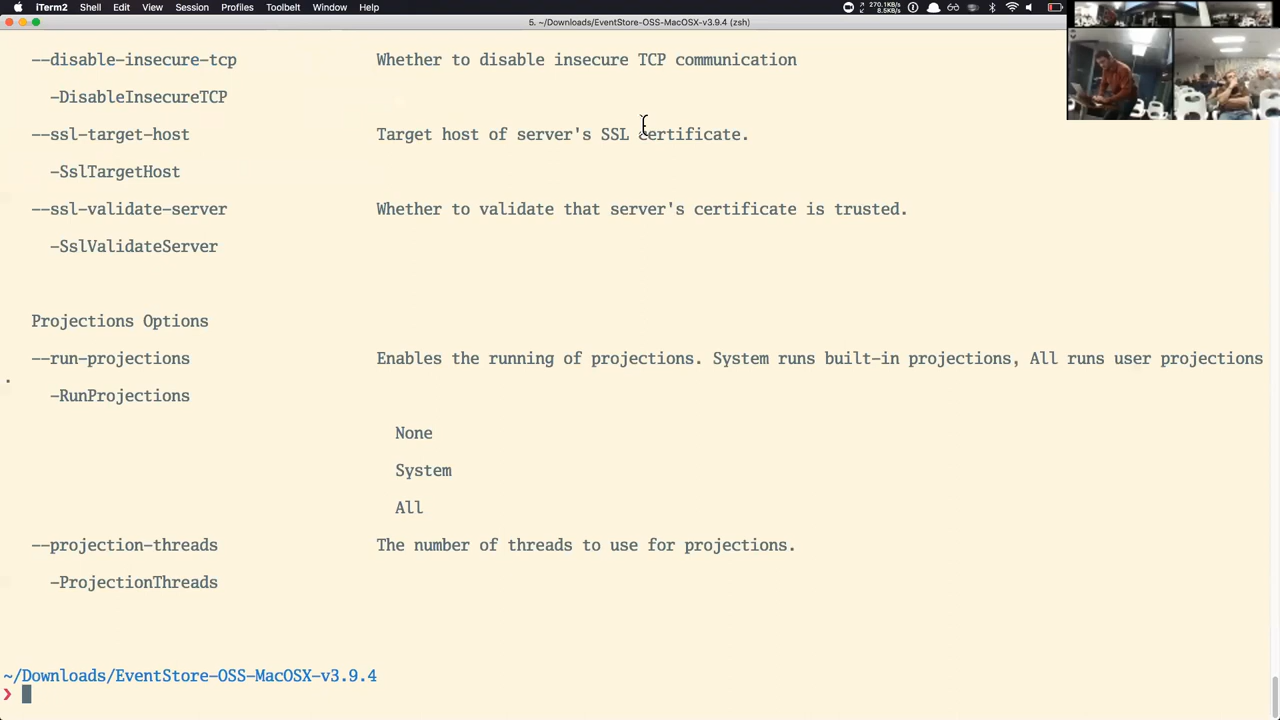 iTerm2 Shell Edit View Session Profiles Toolbelt Window Help 270.1KB/s 8.5KB/s
5. ~/Downloads/EventStore-OSS-MacOSX-v3.9.4 (zsh)
--disable-insecure-tcp Whether to disable insecure TCP communication
-DisableInsecureTCP
--ssl-target-host Target host of server's SSL certificate.
-SslTargetHost
--ssl-validate-server Whether to validate that server's certificate is trusted.
-SslValidateServer
Projections Options
--run-projections Enables the running of projections. System runs built-in projections, All runs user projections
.
-RunProjections
None
System
All
--projection-threads The number of threads to use for projections.
-ProjectionThreads
~/Downloads/EventStore-OSS-MacOSX-v3.9.4
❯